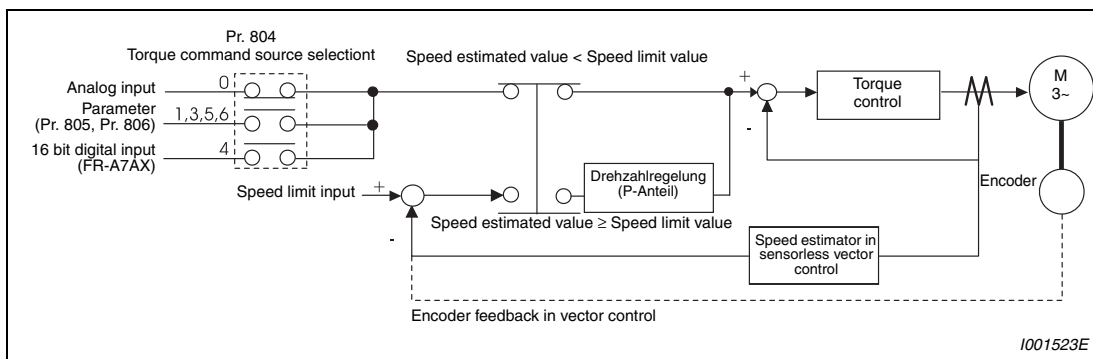 Pr. 804
Torque command source selectiont
Speed estimated value < Speed limit value
Analog input
0
Parameter
(Pr. 805, Pr. 806)
1,3,5,6
16 bit digital input
(FR-A7AX)
4
+
-
Torque
control
M
3~
Encoder
Speed limit input
+
-
Drehzahlregelung
(P-Anteil)
Speed estimated value ≥ Speed limit value
Speed estimator in
sensorless vector
control
Encoder feedback in vector control
I001523E